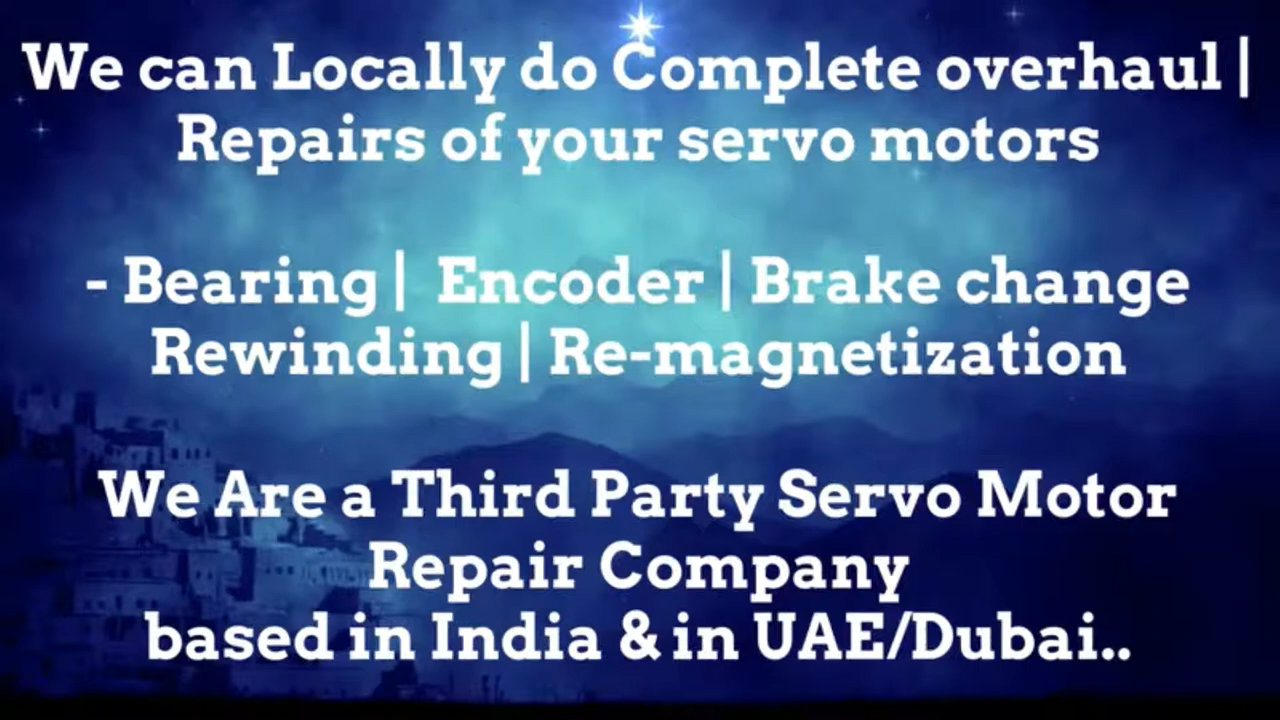 We can Locally do Complete overhaul |
Repairs of your servo motors
- Bearing | Encoder | Brake change
Rewinding | Re-magnetization
We Are a Third Party Servo Motor
Repair Company
based in India & in UAE/Dubai..